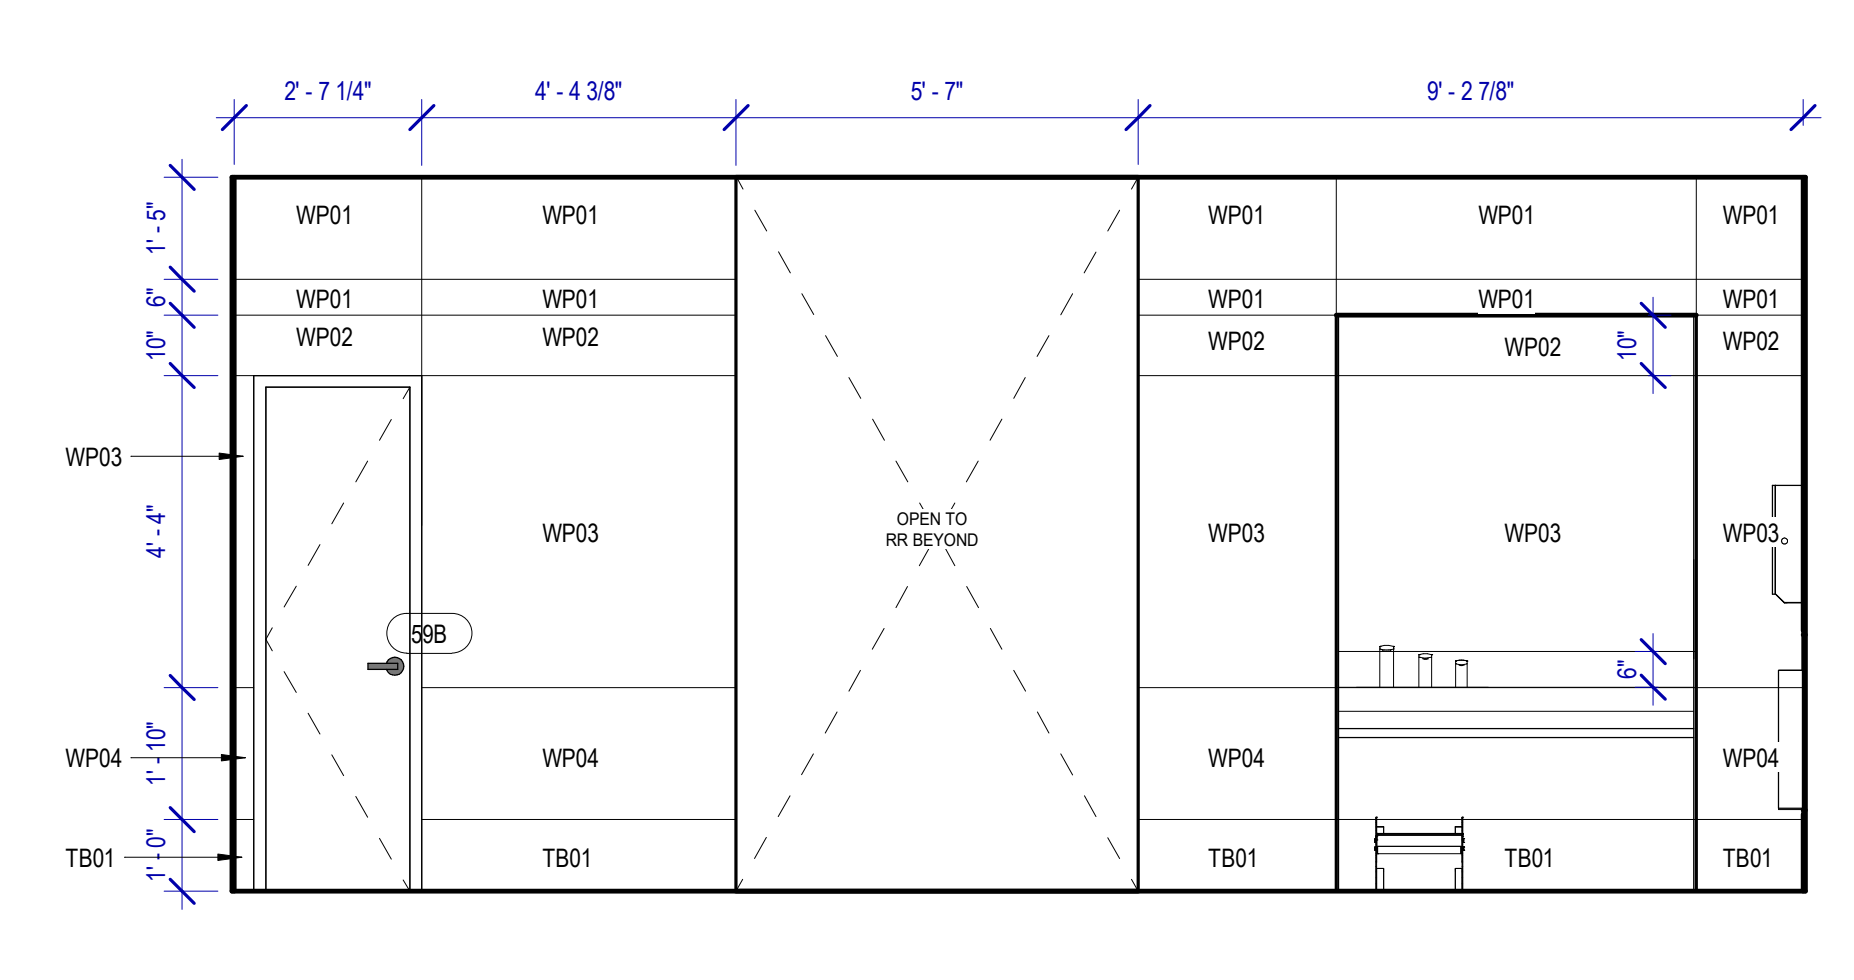 2' - 7 1/4" 4' - 4 3/8" 5' - 7" 9' - 2 7/8"
1' - 5" WP01 WP01 WP01 WP01 WP01
6" WP01 WP01 WP01 WP01 WP01
10" WP02 WP02 WP02 WP02 10" WP02
WP03
4' - 4" WP03 OPEN TO WP03 WP03 WP03
RR BEYOND
59B
6"
WP04 1' - 10" WP04 WP04 WP04
TB01 1' - 0" TB01 TB01 TB01 TB01